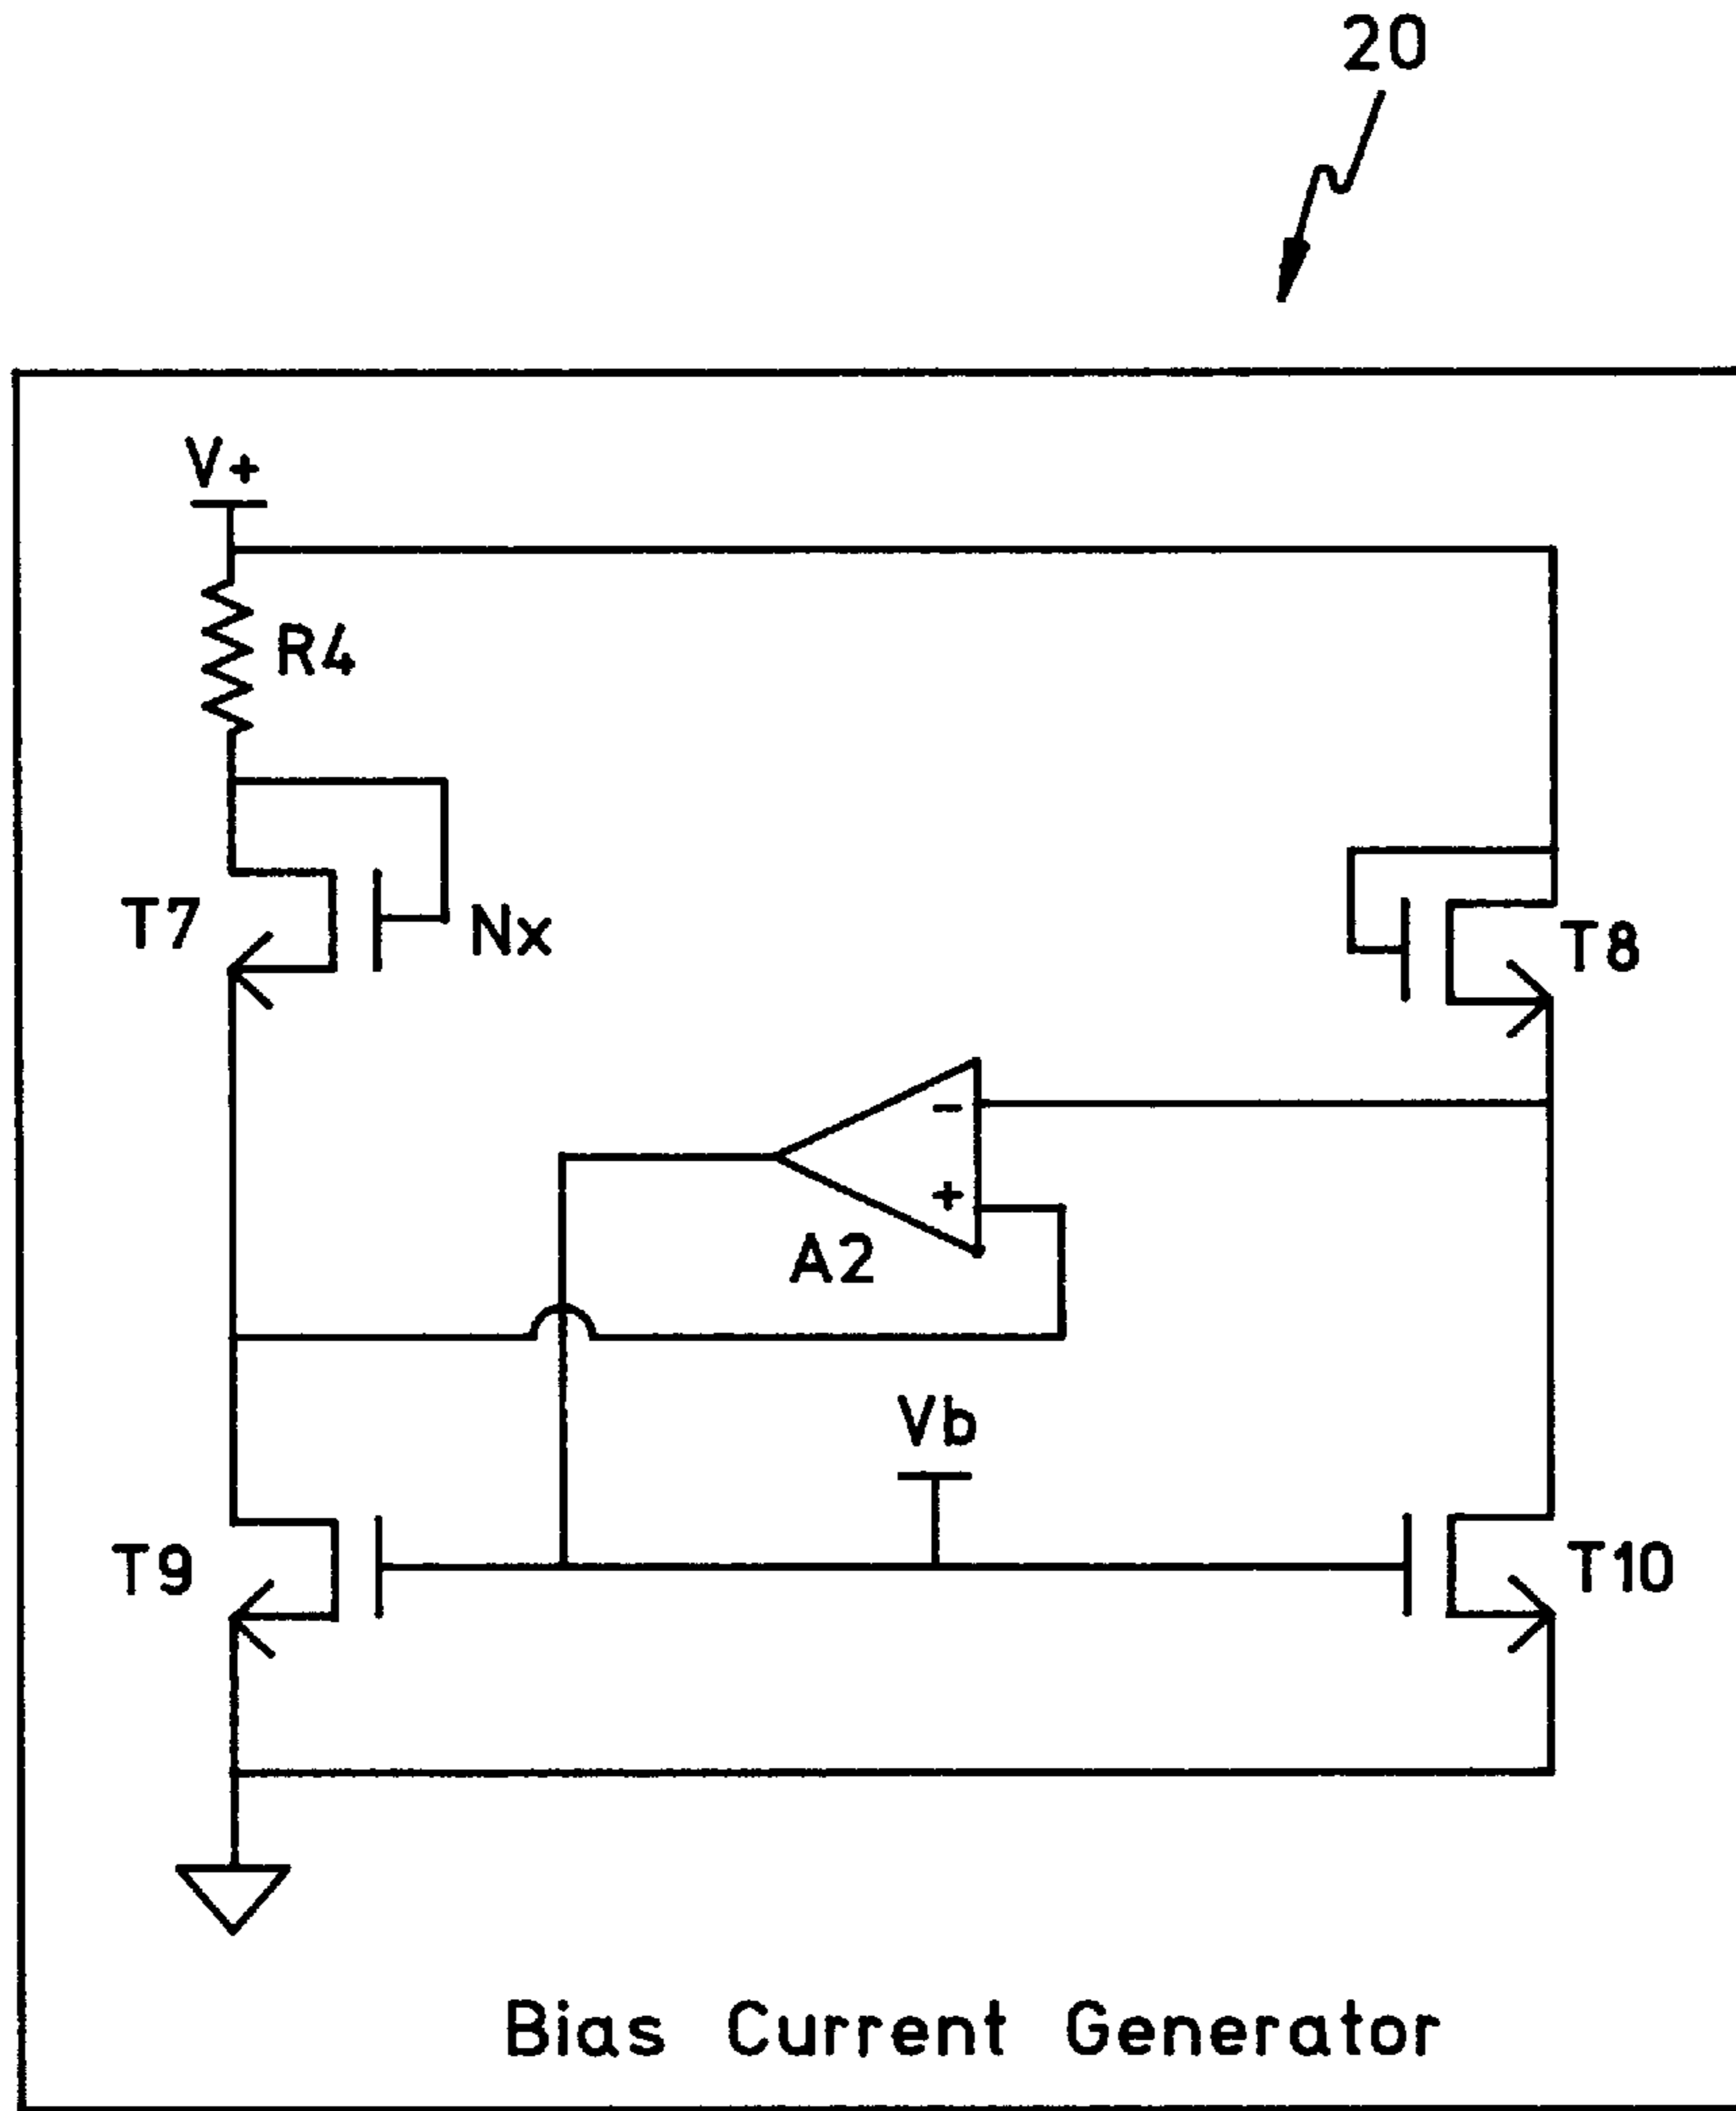 20
V+
R4
T7
Nx
T8
-
+
A2
Vb
T9
T10
Bias Current Generator